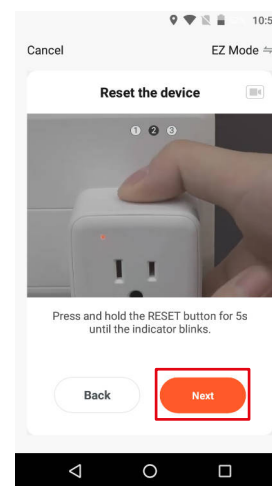 10:5
Cancel
EZ Mode
Reset the device
1 2 3
Press and hold the RESET button for 5s
until the indicator blinks.
Back
Next